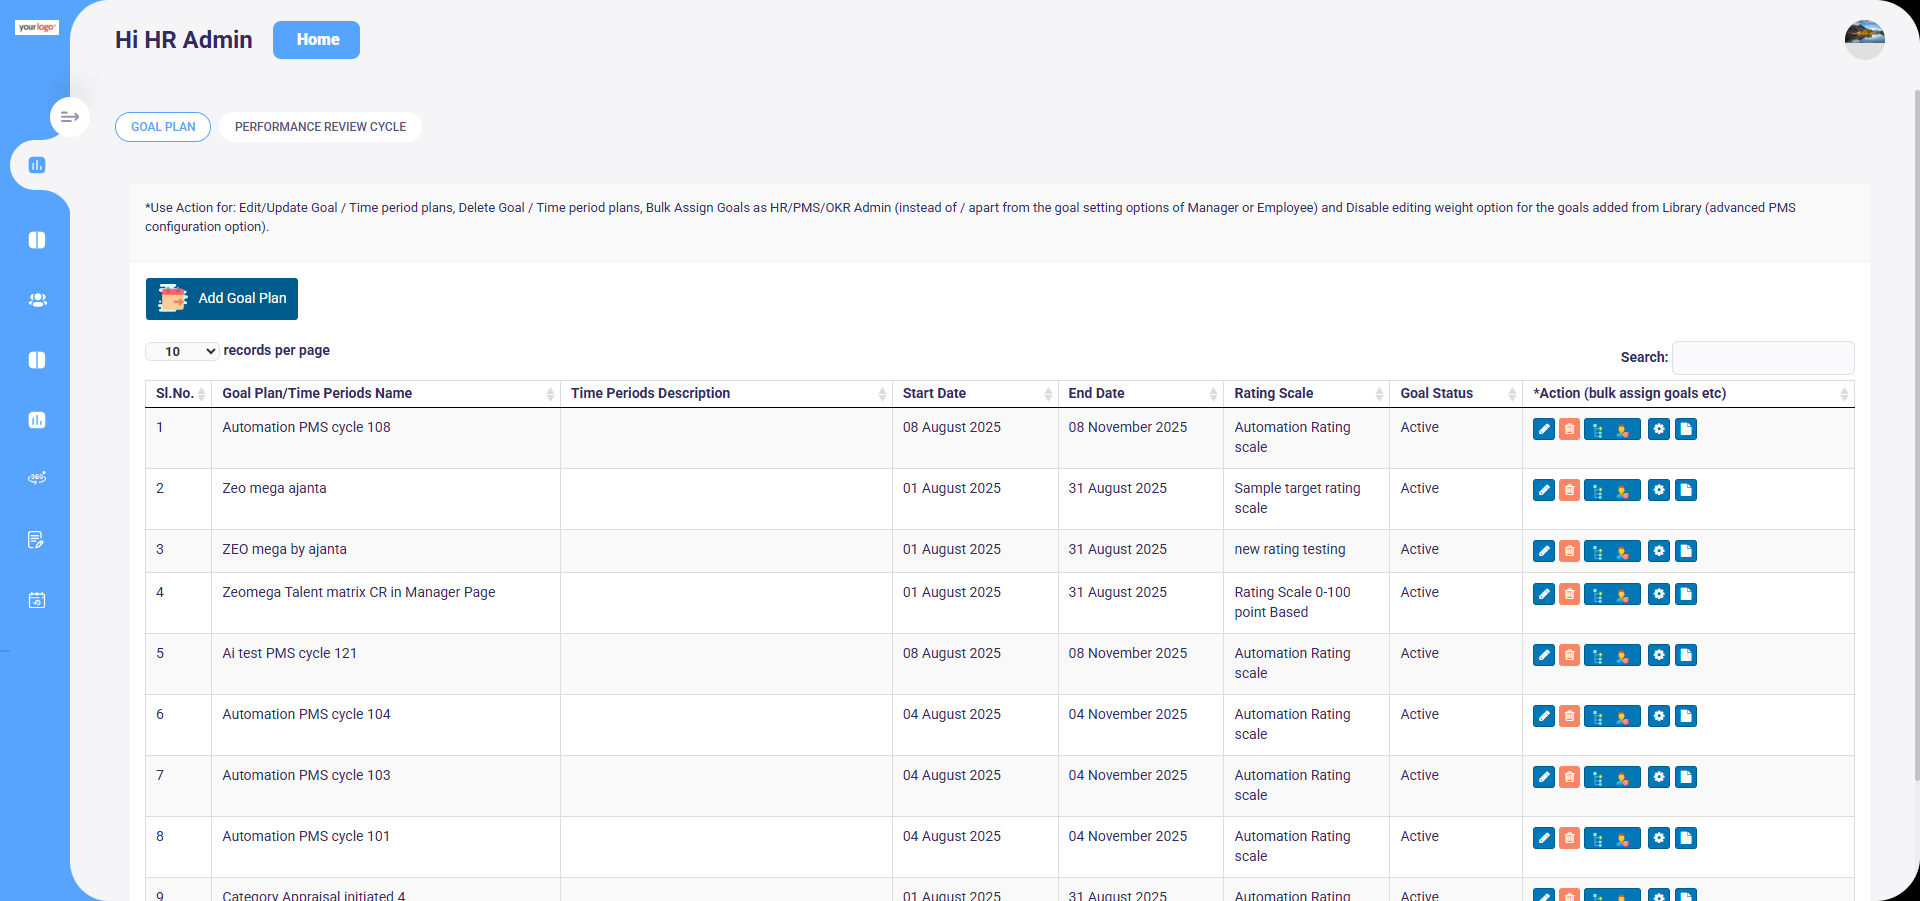 yourlogo
Hi HR Admin
Home
GOAL PLAN
PERFORMANCE REVIEW CYCLE
*Use Action for: Edit/Update Goal / Time period plans, Delete Goal / Time period plans, Bulk Assign Goals as HR/PMS/OKR Admin (instead of / apart from the goal setting options of Manager or Employee) and Disable editing weight option for the goals added from Library (advanced PMS
configuration option).
Add Goal Plan
10 records per page
Search:
Sl.No. Goal Plan/Time Periods Name Time Periods Description Start Date End Date Rating Scale Goal Status *Action (bulk assign goals etc)
1 Automation PMS cycle 108 08 August 2025 08 November 2025 Automation Rating Active
scale
2 Zeo mega ajanta 01 August 2025 31 August 2025 Sample target rating Active
scale
3 ZEO mega by ajanta 01 August 2025 31 August 2025 new rating testing Active
4 Zeomega Talent matrix CR in Manager Page 01 August 2025 31 August 2025 Rating Scale 0-100 Active
point Based
5 Ai test PMS cycle 121 08 August 2025 08 November 2025 Automation Rating Active
scale
6 Automation PMS cycle 104 04 August 2025 04 November 2025 Automation Rating Active
scale
7 Automation PMS cycle 103 04 August 2025 04 November 2025 Automation Rating Active
scale
8 Automation PMS cycle 101 04 August 2025 04 November 2025 Automation Rating Active
scale
9 Category Appraisal initiated 4 01 August 2025 31 August 2025 Automation Rating Active
360